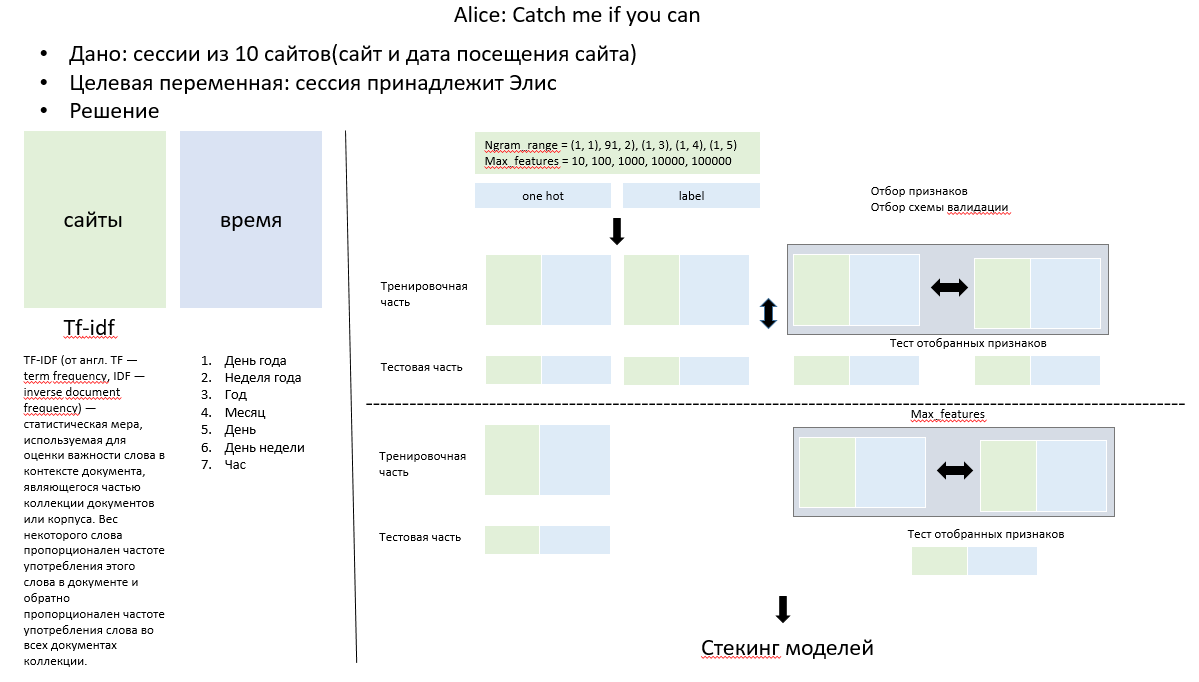 Alice: Catch me if you can
• Дано: сессии из 10 сайтов(сайт и дата посещения сайта)
• Целевая переменная: сессия принадлежит Элис
• Решение
сайты
время
Tf-idf
TF-IDF (от англ. TF —
term frequency, IDF —
inverse document
frequency) —
статистическая мера,
используемая для
оценки важности слова в
контексте документа,
являющегося частью
коллекции документов
или корпуса. Вес
некоторого слова
пропорционален частоте
употребления этого
слова в документе и
обратно
пропорционален частоте
употребления слова во
всех документах
коллекции.
1. День года
2. Неделя года
3. Год
4. Месяц
5. День
6. День недели
7. Час
Ngram_range = (1, 1), 91, 2), (1, 3), (1, 4), (1, 5)
Max_features = 10, 100, 1000, 10000, 100000
one hot
label
Отбор признаков
Отбор схемы валидации
Тренировочная
часть
Тестовая часть
Тест отобранных признаков
Max_features
Тренировочная
часть
Тестовая часть
Тест отобранных признаков
Стекинг моделей